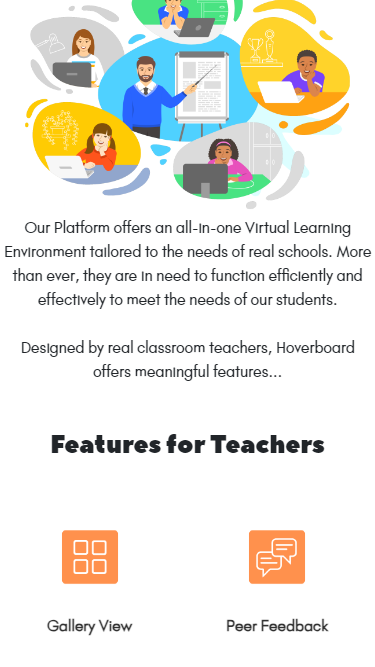 Our Platform offers an all-in-one Virtual Learning
Environment tailored to the needs of real schools. More
than ever, they are in need to function efficiently and
effectively to meet the needs of our students.
Designed by real classroom teachers, Hoverboard
offers meaningful features...
Features for Teachers
Gallery View
Peer Feedback